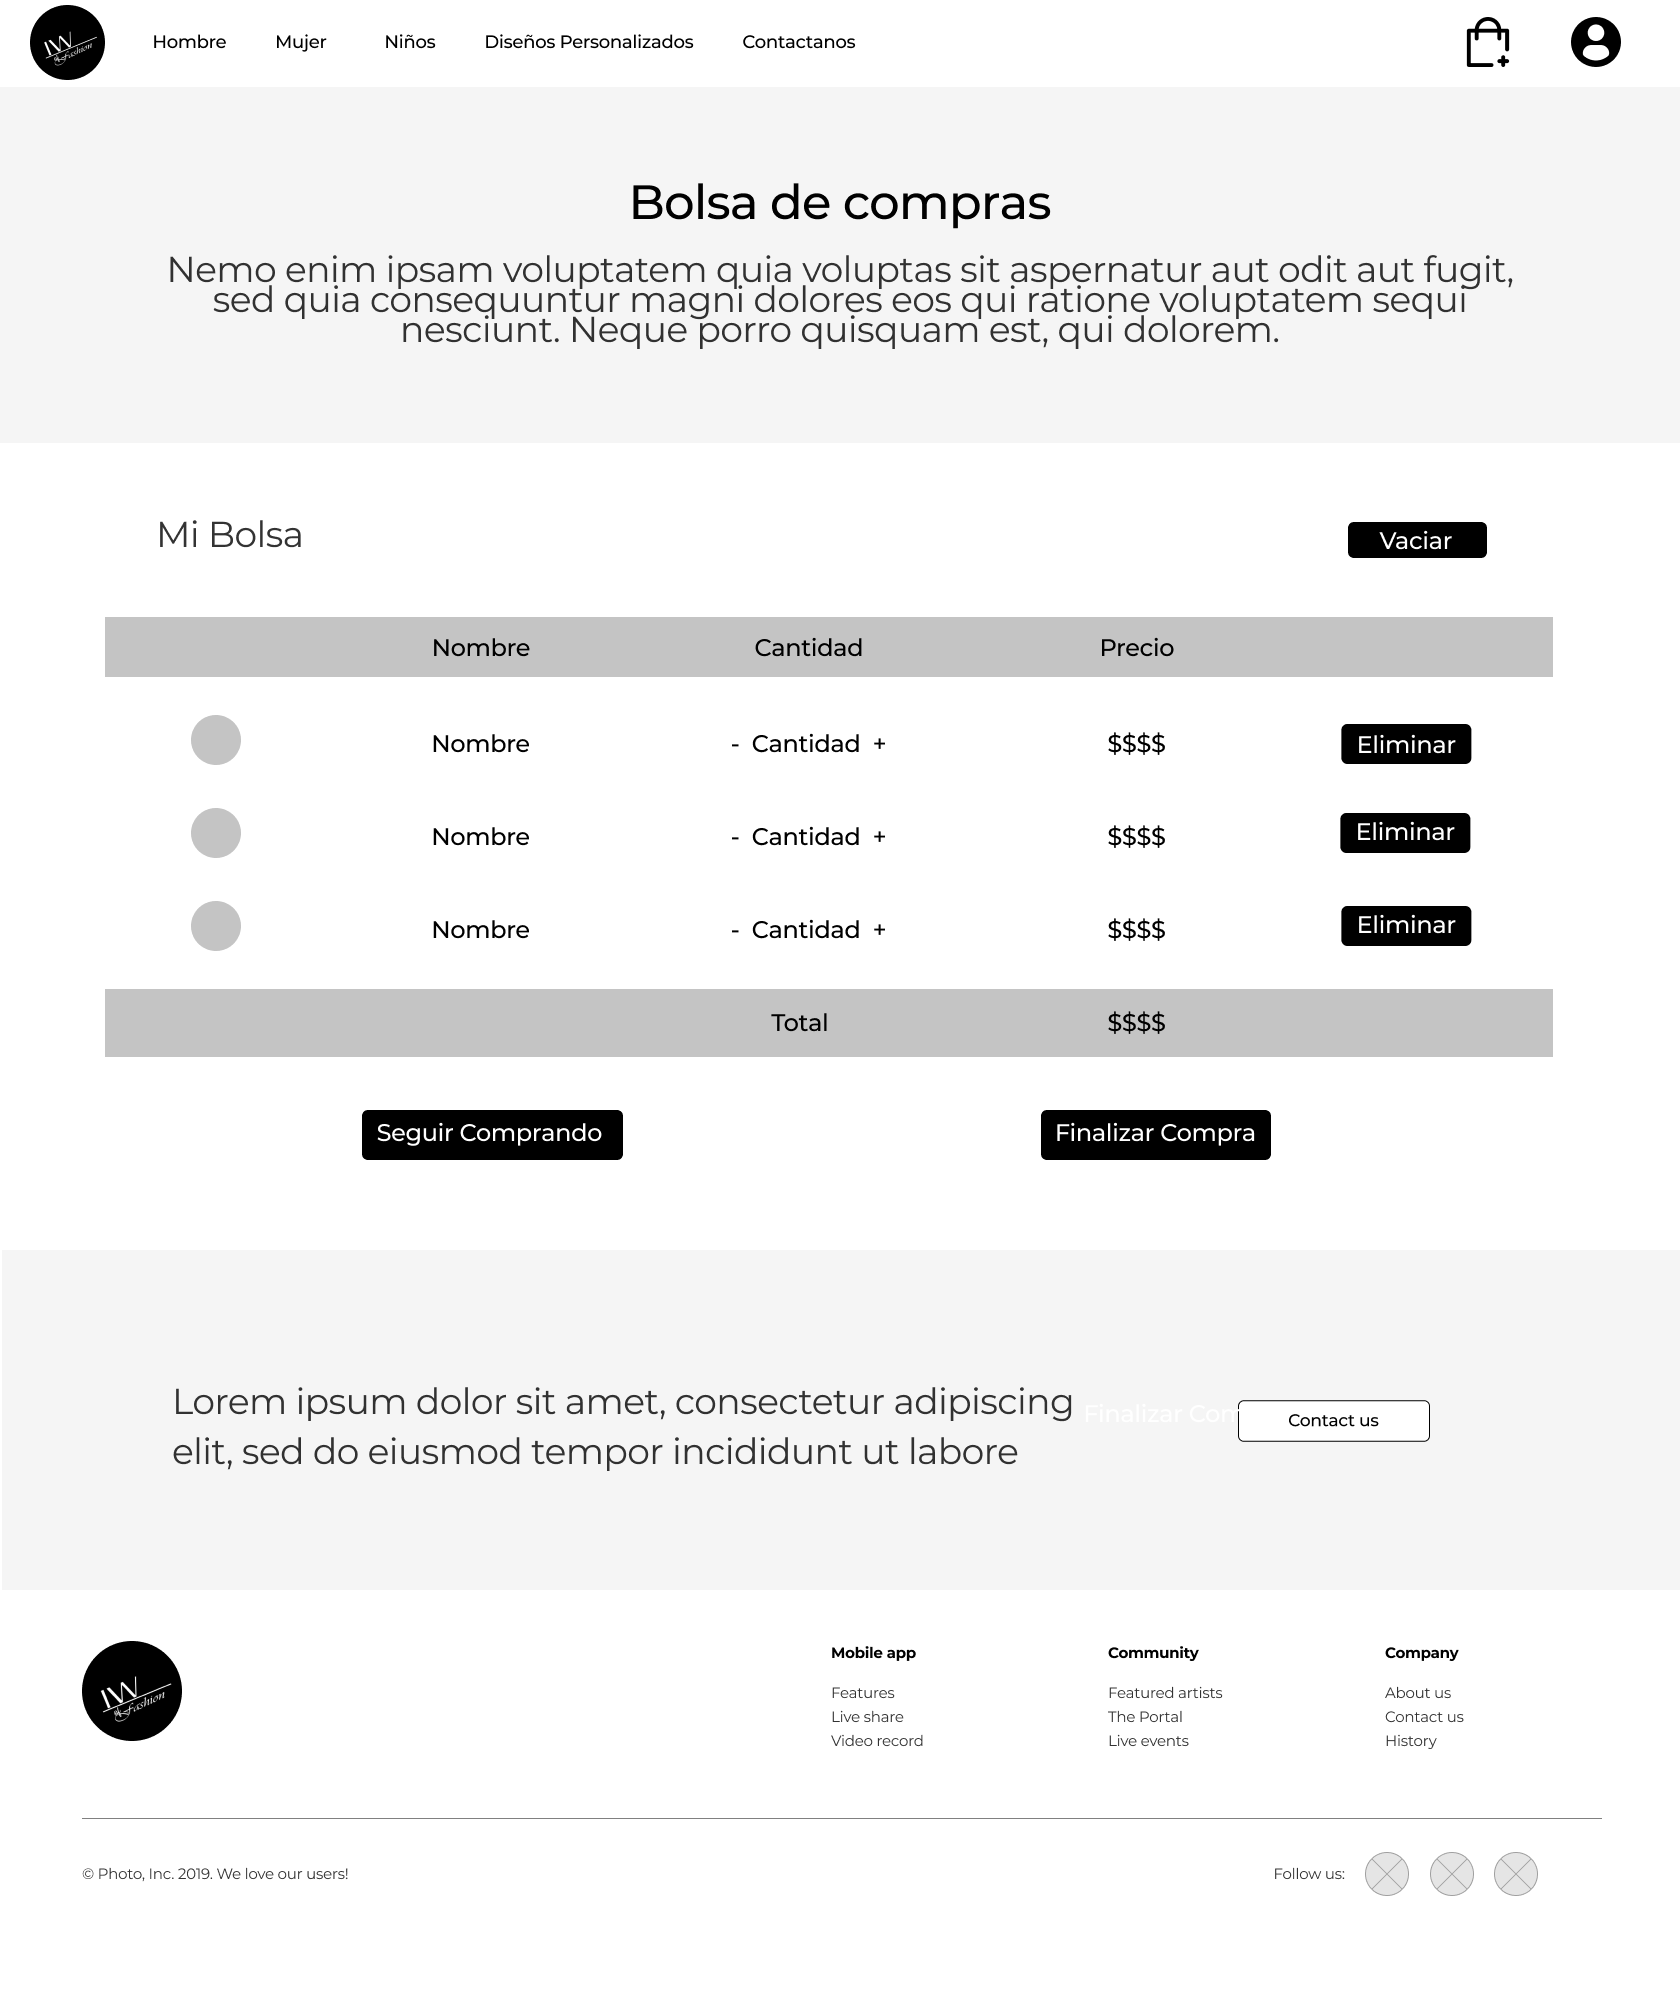 IW
Fashion
Hombre Mujer Niños Diseños Personalizados Contactanos
Bolsa de compras
Nemo enim ipsam voluptatem quia voluptas sit aspernatur aut odit aut fugit,
sed quia consequuntur magni dolores eos qui ratione voluptatem sequi
nesciunt. Neque porro quisquam est, qui dolorem.
Mi Bolsa Vaciar
Nombre Cantidad Precio
Nombre - Cantidad + $$$$ Eliminar
Nombre - Cantidad + $$$$ Eliminar
Nombre - Cantidad + $$$$ Eliminar
Total $$$$
Seguir Comprando Finalizar Compra
Lorem ipsum dolor sit amet, consectetur adipiscing
elit, sed do eiusmod tempor incididunt ut labore
Finalizar Com
Contact us
IW
Fashion
Mobile app Community Company
Features Featured artists About us
Live share The Portal Contact us
Video record Live events History
© Photo, Inc. 2019. We love our users! Follow us: